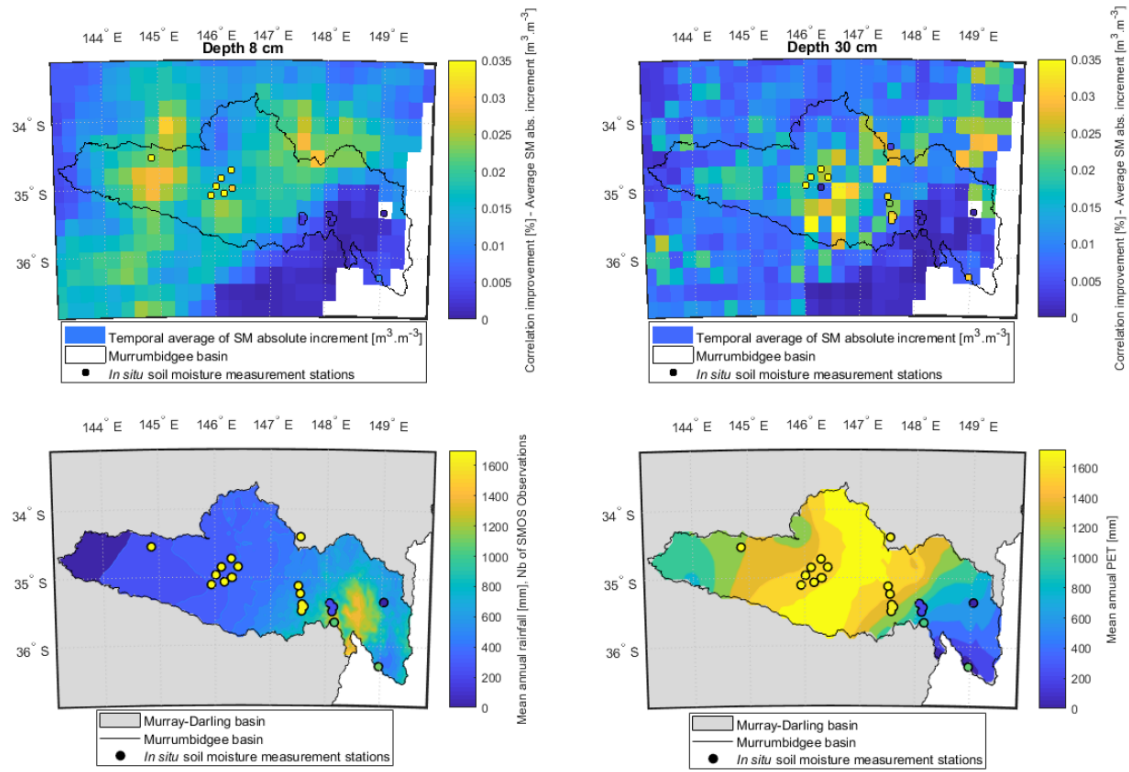 144° E 145° E 146° E 147° E 148° E 149° E
Depth 8 cm
34° S
35° S
36° S
0.035
0.03
0.025
0.02
0.015
0.01
0.005
0
Correlation improvement [%] - Average SM abs. increment [m³.m⁻³]
Temporal average of SM absolute increment [m³.m⁻³]
Murrumbidgee basin
In situ soil moisture measurement stations
144° E 145° E 146° E 147° E 148° E 149° E
Depth 30 cm
34° S
35° S
36° S
0.035
0.03
0.025
0.02
0.015
0.01
0.005
0
Correlation improvement [%] - Average SM abs. increment [m³.m⁻³]
Temporal average of SM absolute increment [m³.m⁻³]
Murrumbidgee basin
In situ soil moisture measurement stations
144° E 145° E 146° E 147° E 148° E 149° E
34° S
35° S
36° S
1600
1400
1200
1000
800
600
400
200
0
Mean annual rainfall [mm], Nb of SMOS Observations
Murray-Darling basin
Murrumbidgee basin
In situ soil moisture measurement stations
144° E 145° E 146° E 147° E 148° E 149° E
34° S
35° S
36° S
1600
1400
1200
1000
800
600
400
200
0
Mean annual PET [mm]
Murray-Darling basin
Murrumbidgee basin
In situ soil moisture measurement stations